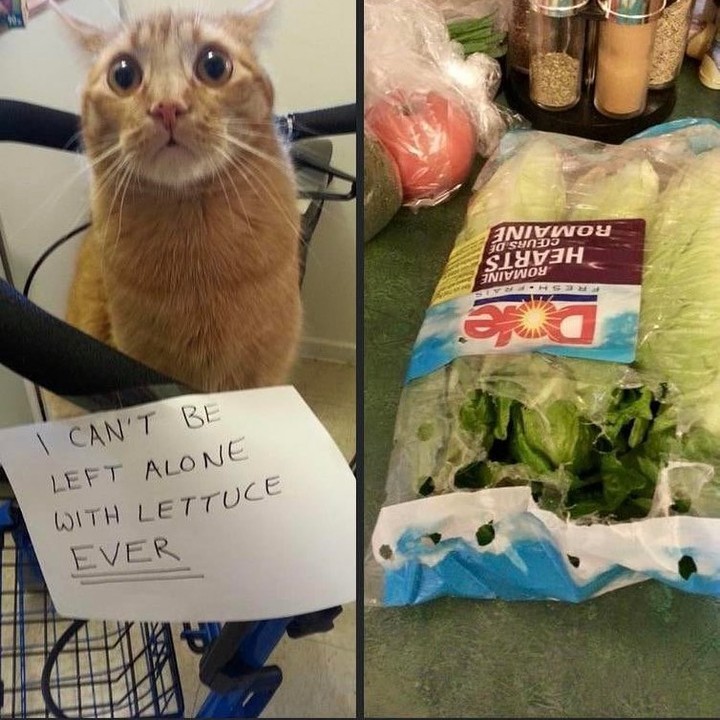 I CAN'T BE
LEFT ALONE
WITH LETTUCE
EVER
Dole
FRESH • FRAIS
ROMAINE
HEARTS
CŒURS DE
ROMAINE